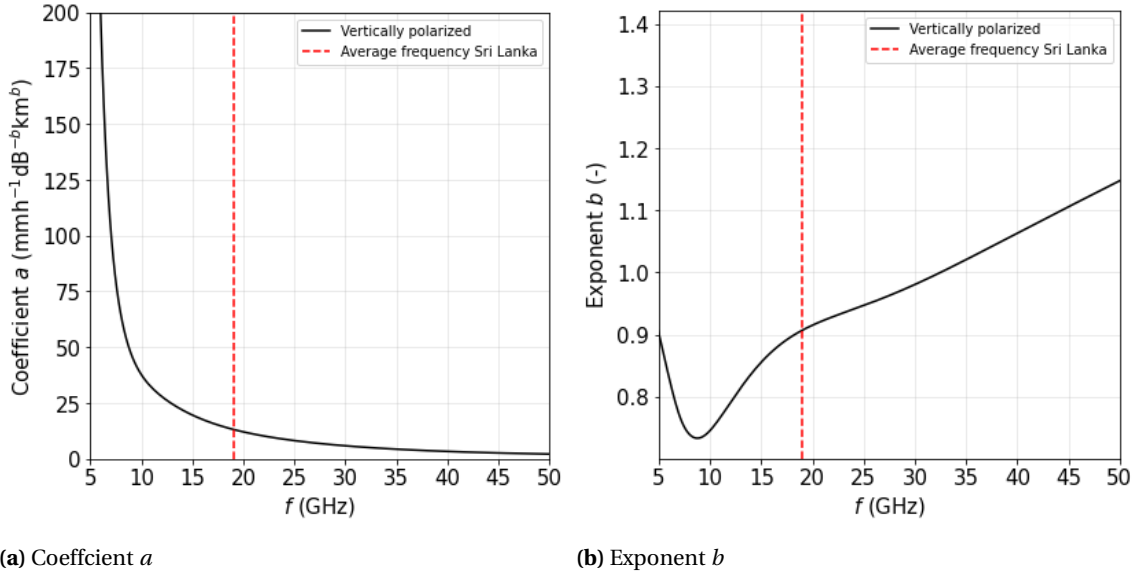 200
175
150
125
100
75
50
25
0
Coefficient a (mmh⁻¹dB⁻ᵇkmᵇ)
Vertically polarized
Average frequency Sri Lanka
5 10 15 20 25 30 35 40 45 50
f (GHz)
(a) Coeffcient a
1.4
1.3
1.2
1.1
1.0
0.9
0.8
Exponent b (-)
Vertically polarized
Average frequency Sri Lanka
5 10 15 20 25 30 35 40 45 50
f (GHz)
(b) Exponent b